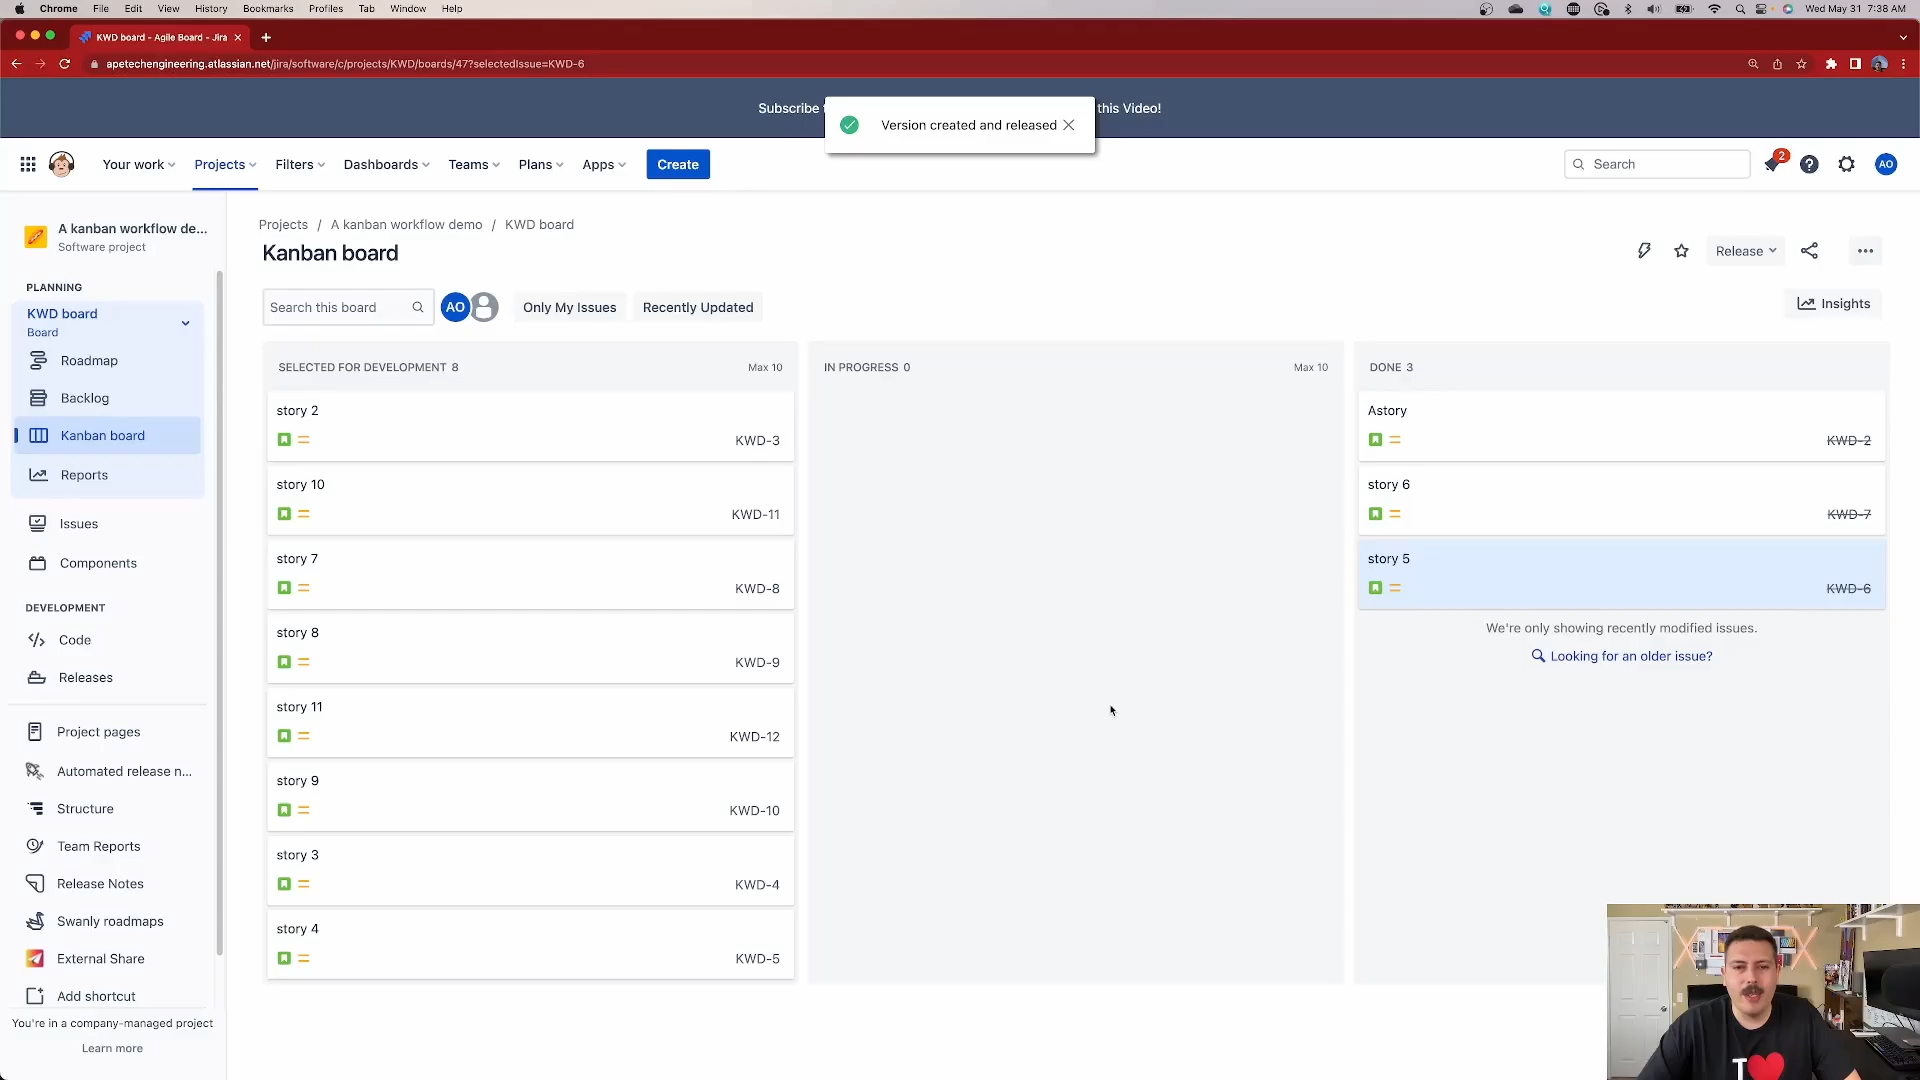 Chrome File Edit View History Bookmarks Profiles Tab Window Help
Wed May 31 7:38 AM
KWD board - Agile Board - Jira
apetechengineering.atlassian.net/jira/software/c/projects/KWD/boards/47?selectedIssue=KWD-6
Subscribe
this Video!
Version created and released
Your work
Projects
Filters
Dashboards
Teams
Plans
Apps
Create
Search
2
AO
A kanban workflow de...
Software project
PLANNING
KWD board
Board
Roadmap
Backlog
Kanban board
Reports
Issues
Components
DEVELOPMENT
Code
Releases
Project pages
Automated release n...
Structure
Team Reports
Release Notes
Swanly roadmaps
External Share
Add shortcut
You're in a company-managed project
Learn more
Projects / A kanban workflow demo / KWD board
Kanban board
Release
Search this board
AO
Only My Issues
Recently Updated
Insights
SELECTED FOR DEVELOPMENT 8
Max 10
story 2
KWD-3
story 10
KWD-11
story 7
KWD-8
story 8
KWD-9
story 11
KWD-12
story 9
KWD-10
story 3
KWD-4
story 4
KWD-5
IN PROGRESS 0
Max 10
DONE 3
Astory
KWD-2
story 6
KWD-7
story 5
KWD-6
We're only showing recently modified issues.
Looking for an older issue?
I